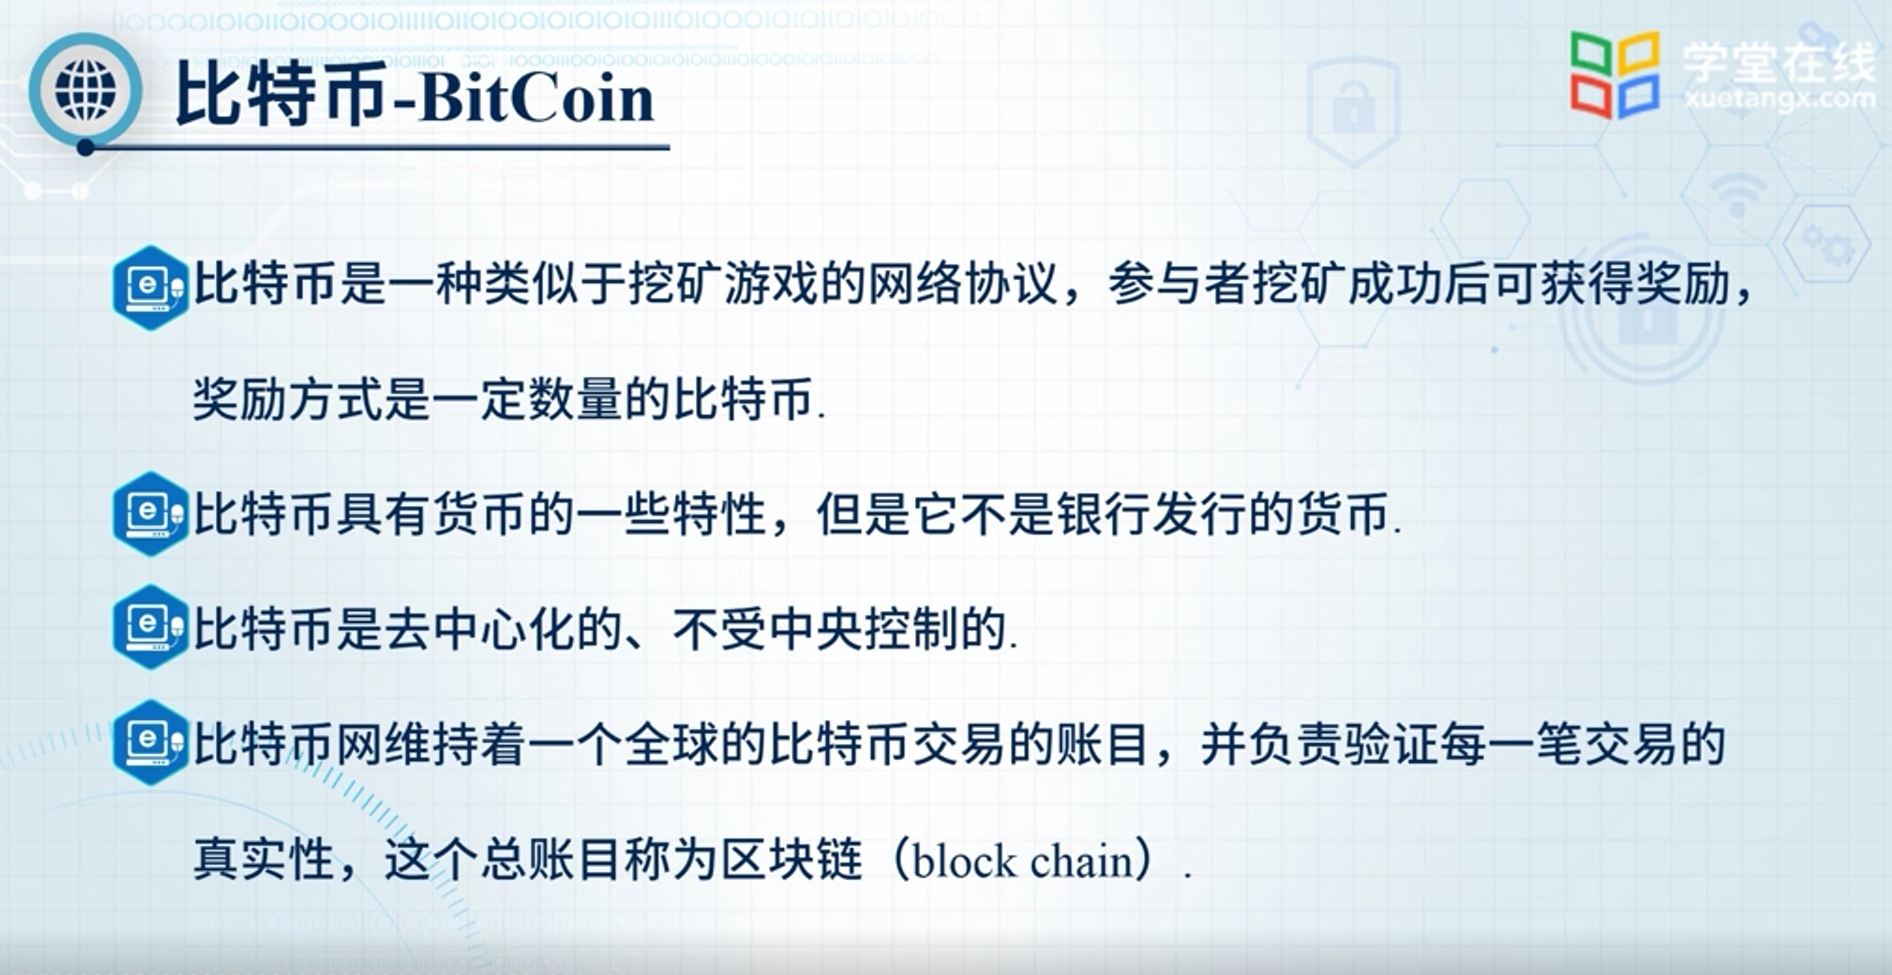 比特币-BitCoin
学堂在线
xuetangx.com
比特币是一种类似于挖矿游戏的网络协议，参与者挖矿成功后可获得奖励，
奖励方式是一定数量的比特币.
比特币具有货币的一些特性，但是它不是银行发行的货币.
比特币是去中心化的、不受中央控制的.
比特币网维持着一个全球的比特币交易的账目，并负责验证每一笔交易的
真实性，这个总账目称为区块链（block chain）.